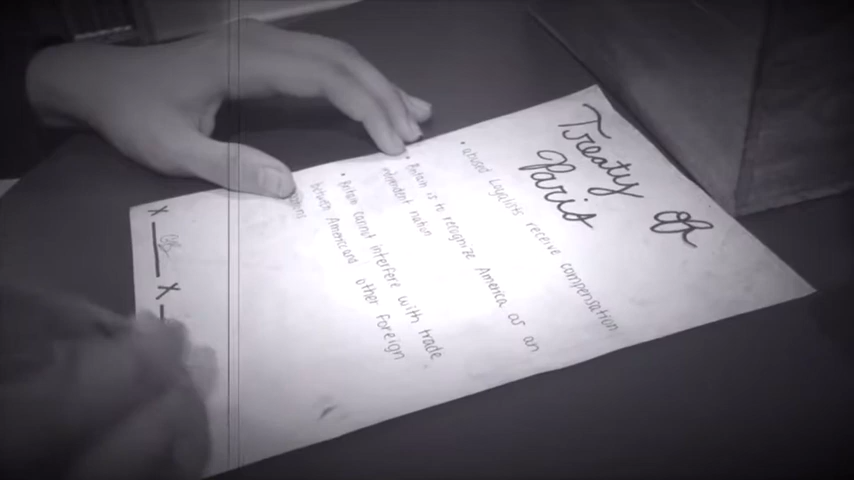 Treaty of
Paris
• abused Loyalists receive compensation
• Britain is to recognize America as an
independent nation
• Britain cannot interfere with trade
between America and other foreign
X
X